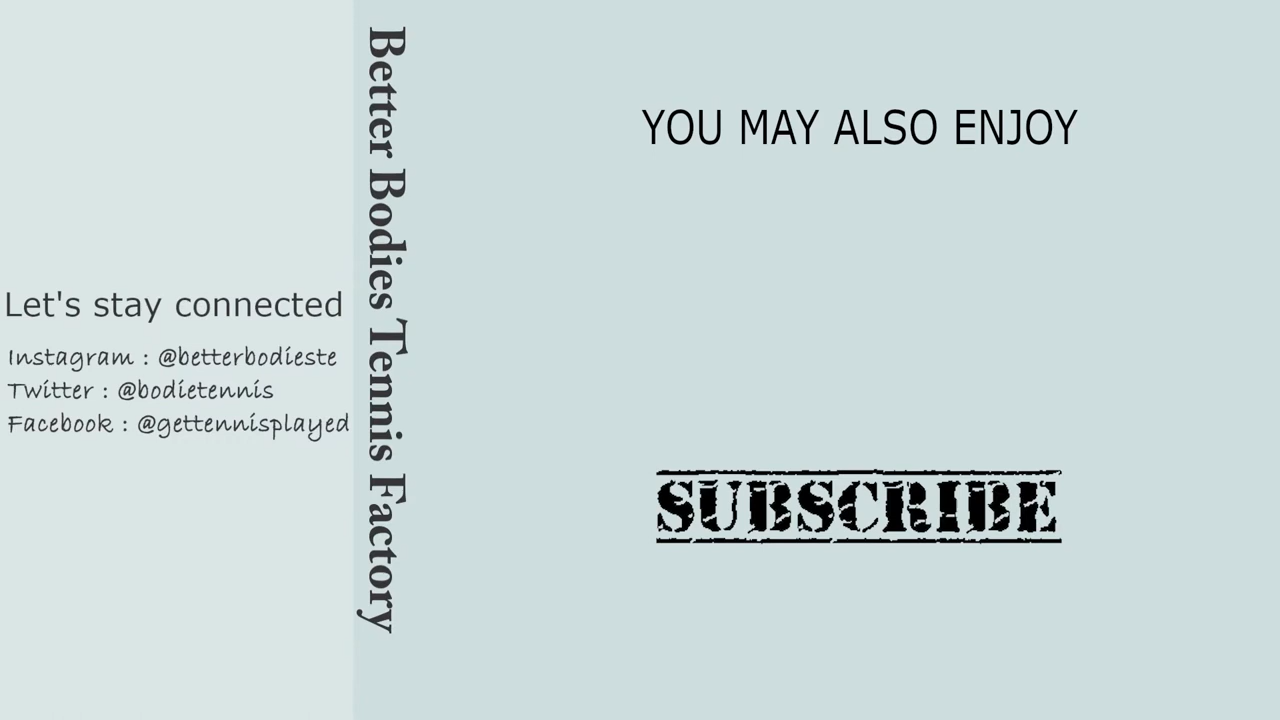 Let's stay connected
Instagram : @betterbodieste
Twitter : @bodietennis
Facebook : @gettennisplayed
Better Bodies Tennis Factory
YOU MAY ALSO ENJOY
SUBSCRIBE